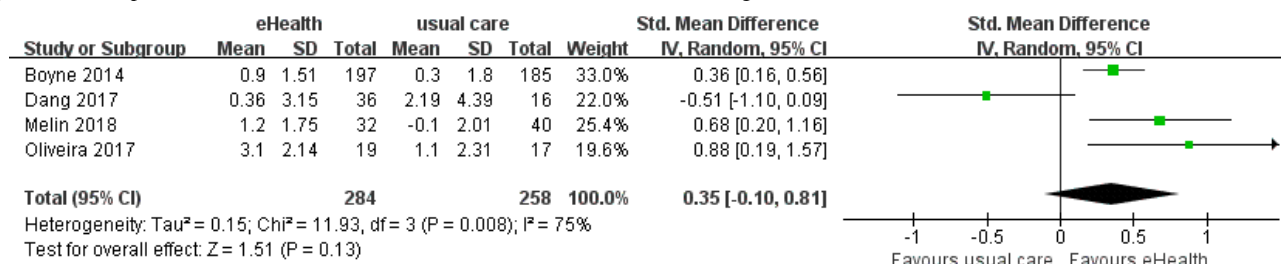 eHealth usual care Std. Mean Difference Std. Mean Difference
Study or Subgroup Mean SD Total Mean SD Total Weight IV, Random, 95% CI IV, Random, 95% CI
Boyne 2014 0.9 1.51 197 0.3 1.8 185 33.0% 0.36 [0.16, 0.56]
Dang 2017 0.36 3.15 36 2.19 4.39 16 22.0% -0.51 [-1.10, 0.09]
Melin 2018 1.2 1.75 32 -0.1 2.01 40 25.4% 0.68 [0.20, 1.16]
Oliveira 2017 3.1 2.14 19 1.1 2.31 17 19.6% 0.88 [0.19, 1.57]
Total (95% CI) 284 258 100.0% 0.35 [-0.10, 0.81]
Heterogeneity: Tau² = 0.15; Chi² = 11.93, df = 3 (P = 0.008); I² = 75%
Test for overall effect: Z = 1.51 (P = 0.13)
-1 -0.5 0 0.5 1
Favours usual care Favours eHealth